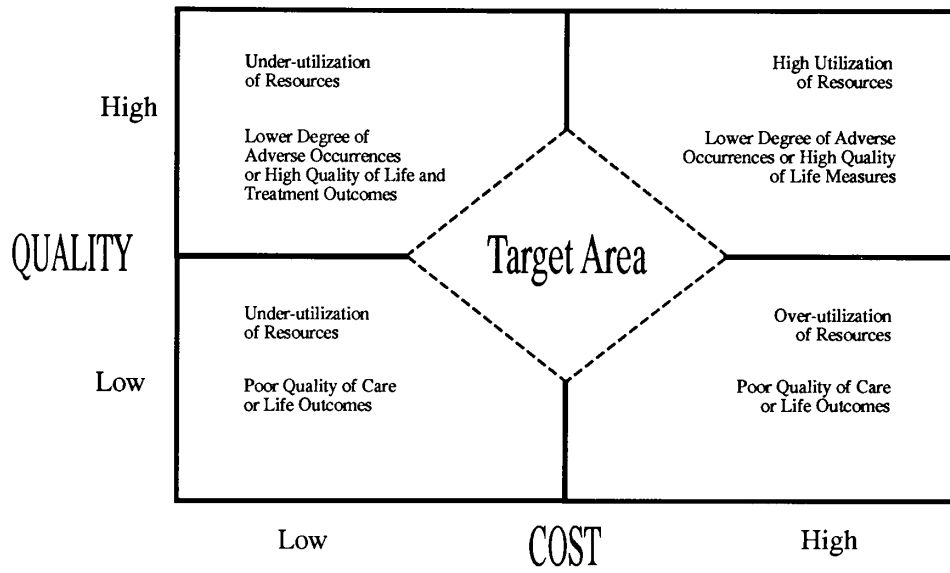 Under-utilization
of Resources
High Utilization
of Resources
High
Lower Degree of
Adverse Occurrences
or High Quality of Life and
Treatment Outcomes
Lower Degree of Adverse
Occurrences or High Quality
of Life Measures
QUALITY
Target Area
Under-utilization
of Resources
Over-utilization
of Resources
Low
Poor Quality of Care
or Life Outcomes
Poor Quality of Care
or Life Outcomes
Low
COST
High